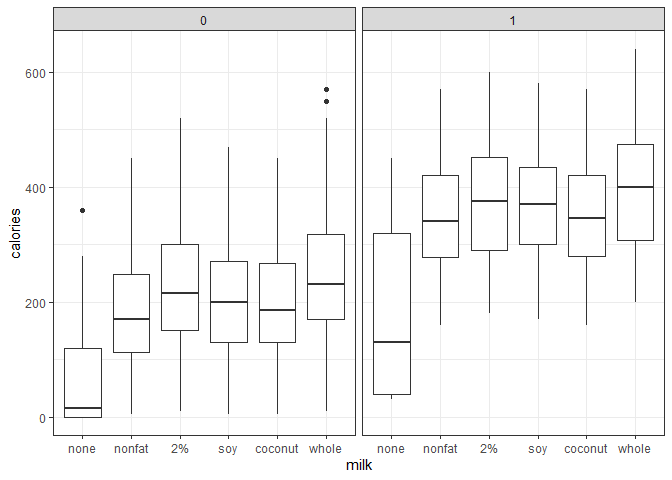 0 1
calories
600
400
200
0
none nonfat 2% soy coconut whole none nonfat 2% soy coconut whole
milk